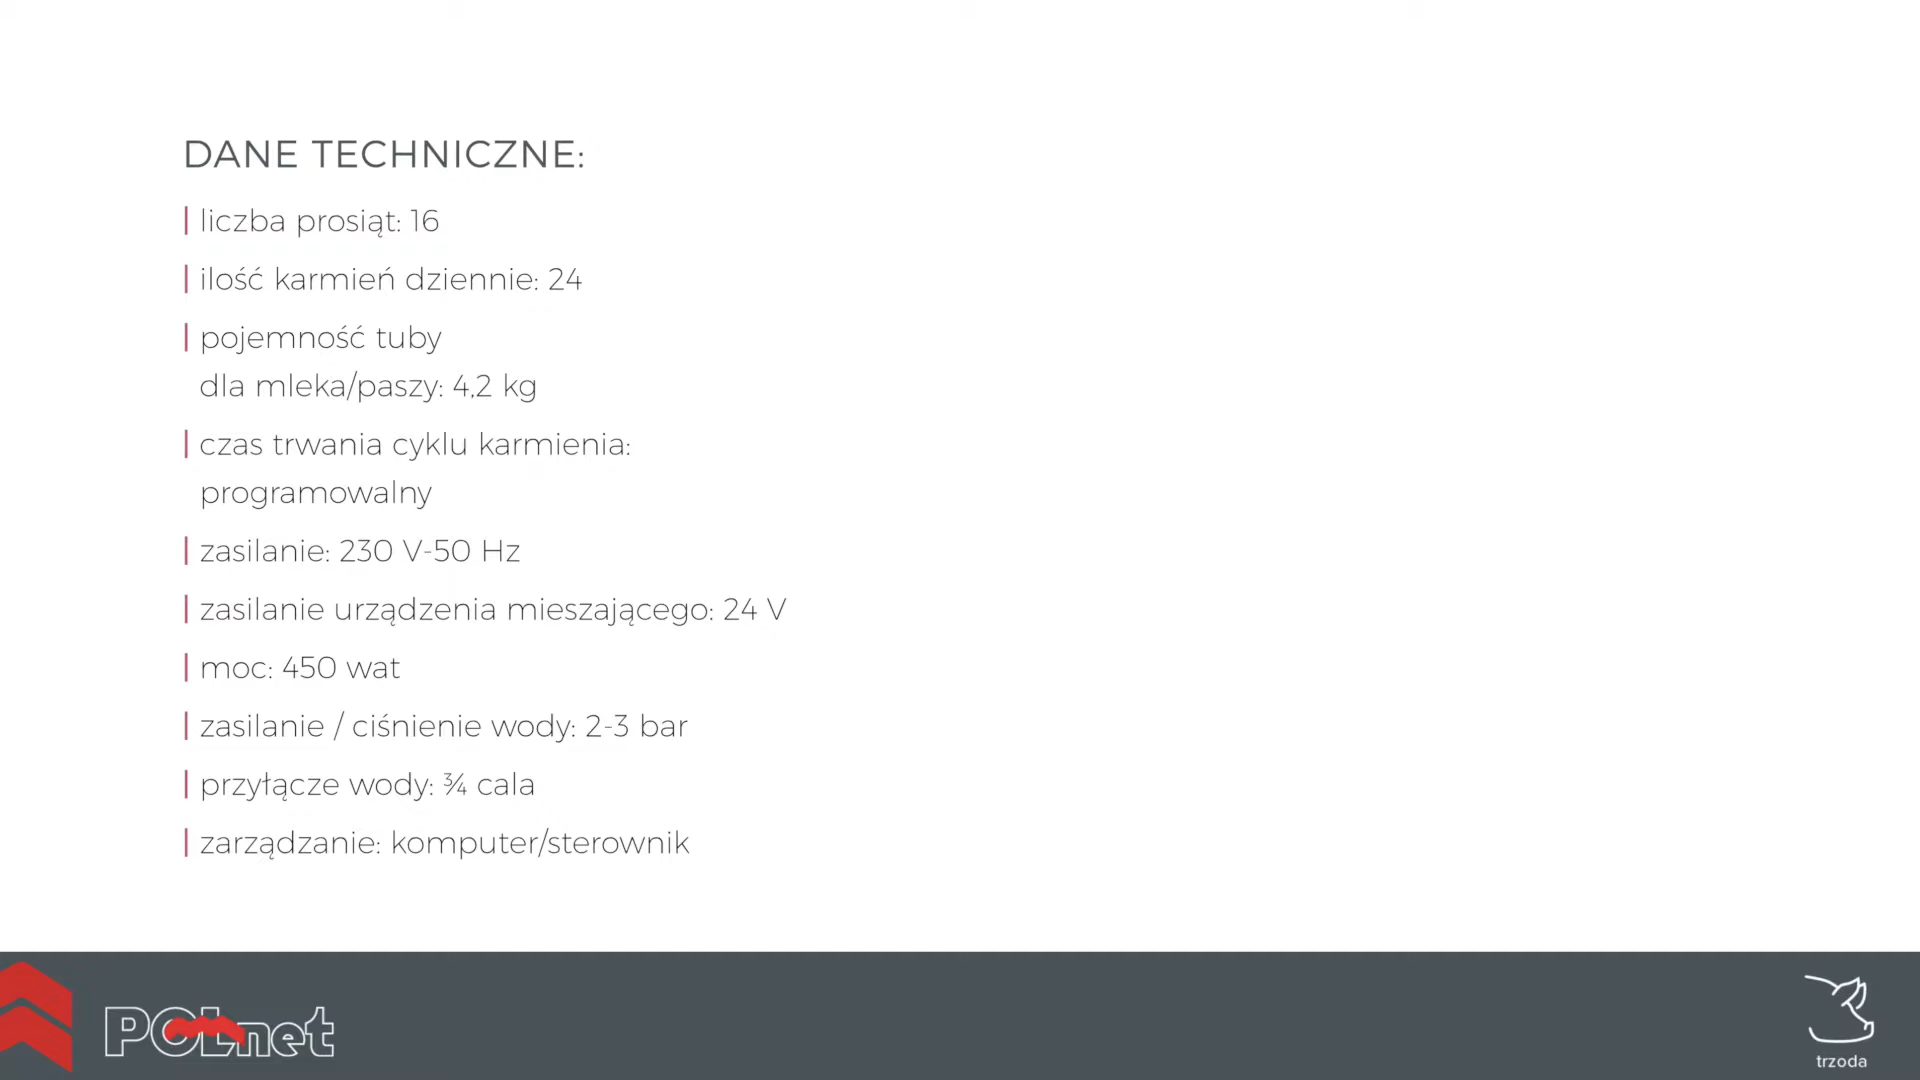 DANE TECHNICZNE:
liczba prosiąt: 16
ilość karmień dziennie: 24
pojemność tuby
dla mleka/paszy: 4,2 kg
czas trwania cyklu karmienia:
programowalny
zasilanie: 230 V-50 Hz
zasilanie urządzenia mieszającego: 24 V
moc: 450 wat
zasilanie / ciśnienie wody: 2-3 bar
przyłącze wody: ¾ cala
zarządzanie: komputer/sterownik
POLnet
trzoda